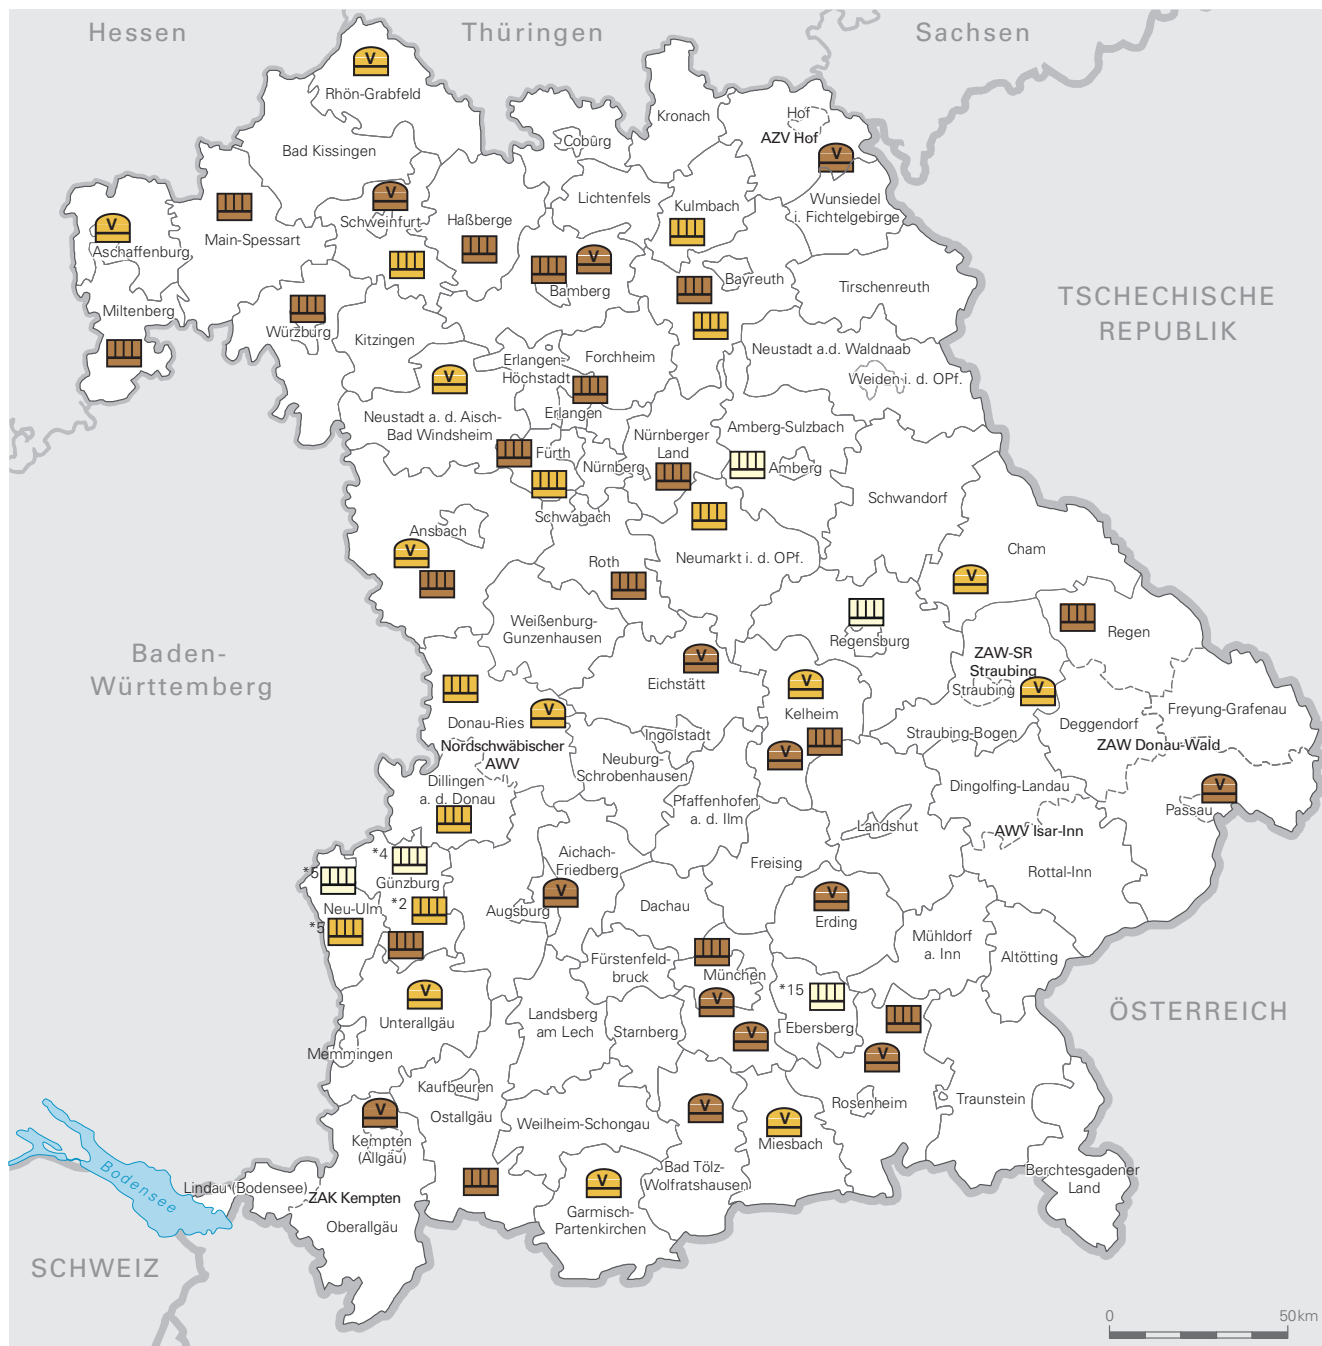 Hessen
Thüringen
Sachsen
V
Rhön-Grabfeld
Kronach
Hof
AZV Hof
Coburg
Bad Kissingen
V
V
Lichtenfels
Kulmbach
Wunsiedel
i. Fichtelgebirge
Schweinfurt
Haßberge
V
Aschaffenburg
Main-Spessart
V
Bamberg
Bayreuth
Tirschenreuth
TSCHECHISCHE
REPUBLIK
Miltenberg
Würzburg
Kitzingen
Erlangen-
Höchstadt
Forchheim
Neustadt a.d. Waldnaab
Weiden i. d. OPf.
V
Erlangen
Neustadt a. d. Aisch-
Bad Windsheim
Fürth
Nürnberg
Nürnberger
Land
Amberg-Sulzbach
Amberg
Schwandorf
Schwabach
Ansbach
V
Roth
Neumarkt i. d. OPf.
Cham
V
Weißenburg-
Gunzenhausen
Regensburg
Regen
Baden-
Württemberg
V
Eichstätt
ZAW-SR
Straubing
Straubing
V
V
Kelheim
Donau-Ries
V
Nordschwäbischer
AWV
Ingolstadt
Straubing-Bogen
Deggendorf
Freyung-Grafenau
ZAW Donau-Wald
Neuburg-
Schrobenhausen
V
Dillingen
a. d. Donau
Pfaffenhofen
a. d. Ilm
Dingolfing-Landau
V
Passau
Landshut
AWV Isar-Inn
Rottal-Inn
*4
Günzburg
*5
Neu-Ulm
*2
*5
Aichach-
Friedberg
V
Augsburg
Dachau
Freising
V
Erding
Mühldorf
a. Inn
Altötting
Fürstenfeld-
bruck
München
V
V
*15
Ebersberg
ÖSTERREICH
V
Unterallgäu
Memmingen
Landsberg
am Lech
Starnberg
V
Rosenheim
Traunstein
Kaufbeuren
Ostallgäu
Weilheim-Schongau
V
V
Miesbach
V
Kempten
(Allgäu)
Bodensee
Lindau (Bodensee)
ZAK Kempten
Oberallgäu
V
Garmisch-
Partenkirchen
Bad Tölz-
Wolfratshausen
Berchtesgadener
Land
SCHWEIZ
0
50 km